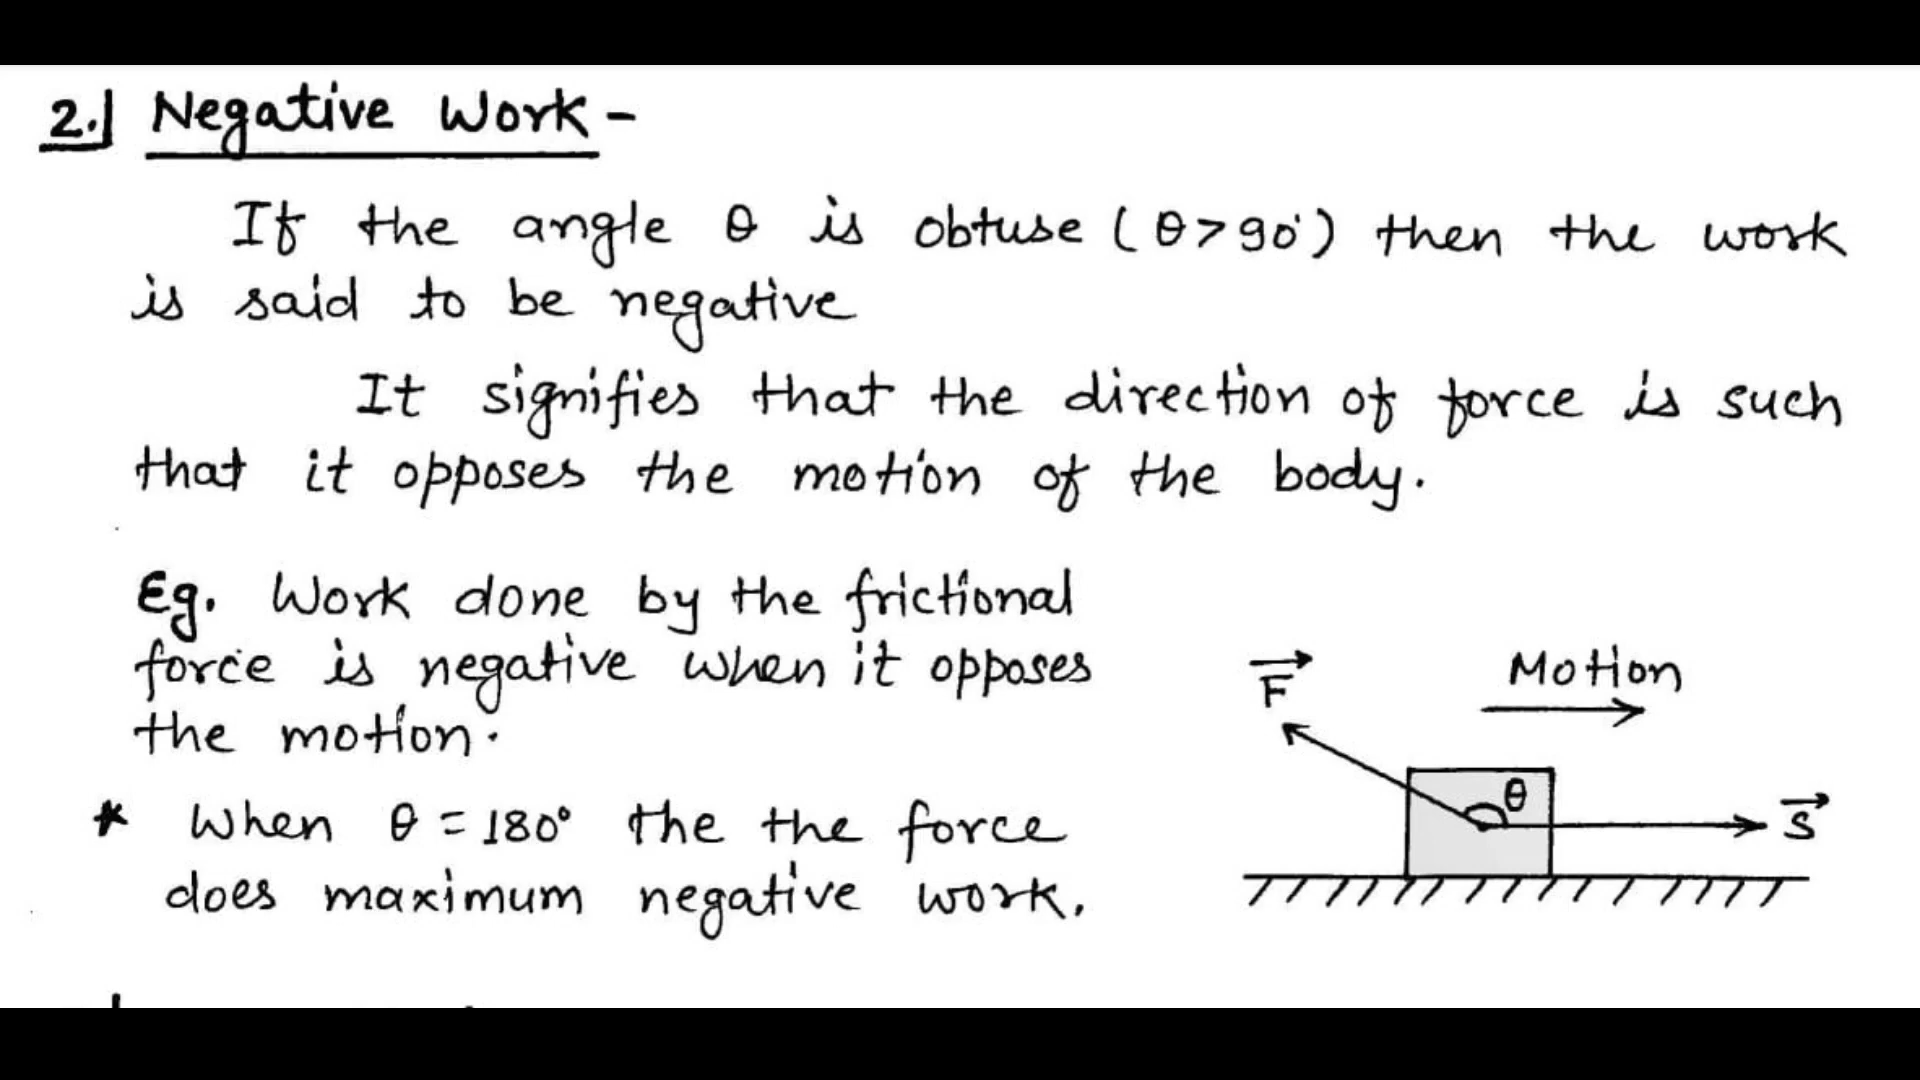 2. Negative Work -
If the angle θ is obtuse (θ > 90°) then the work
is said to be negative
It signifies that the direction of force is such
that it opposes the motion of the body.
Eg. Work done by the frictional
force is negative when it opposes
the motion.
* When θ = 180° the the force
does maximum negative work.
F
Motion
θ
S